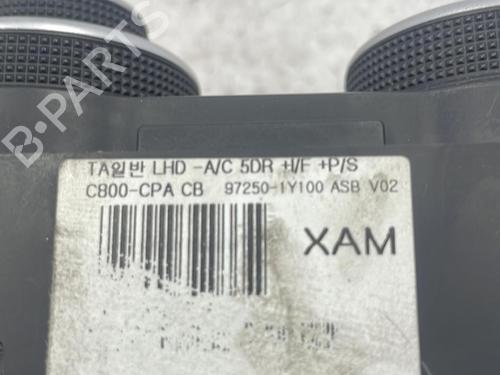 TA일반 LHD -A/C 5DR +I/F +P/S
C800-CPA CB 97250-1Y100 ASB V02
XAM
B-PARTS